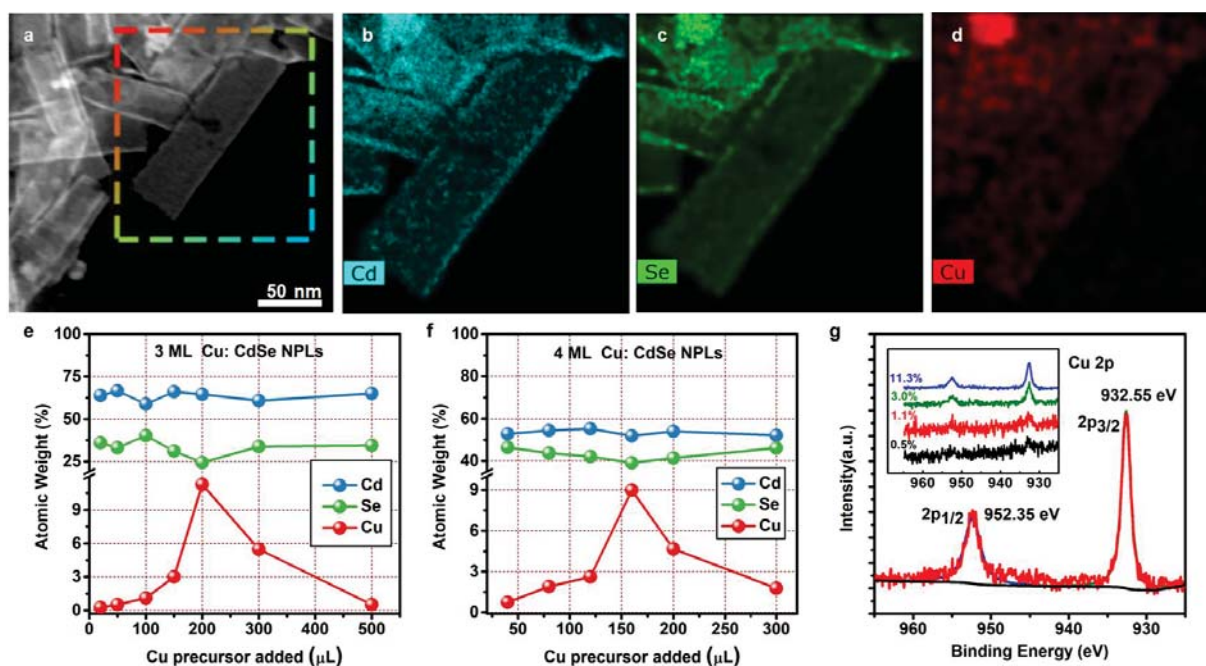 a
b
c
d
50 nm
Cd
Se
Cu
e
3 ML Cu: CdSe NPLs
Atomic Weight (%)
100
75
50
25
9
6
3
0
Cd
Se
Cu
0 100 200 300 400 500
Cu precursor added (μL)
f
4 ML Cu: CdSe NPLs
Atomic Weight (%)
100
80
60
40
9
6
3
0
Cd
Se
Cu
50 100 150 200 250 300
Cu precursor added (μL)
g
Cu 2p
11.3%
3.0%
1.1%
0.5%
960 950 940 930
932.55 eV
2p3/2
2p1/2 952.35 eV
Intensity(a.u.)
960 950 940 930
Binding Energy (eV)